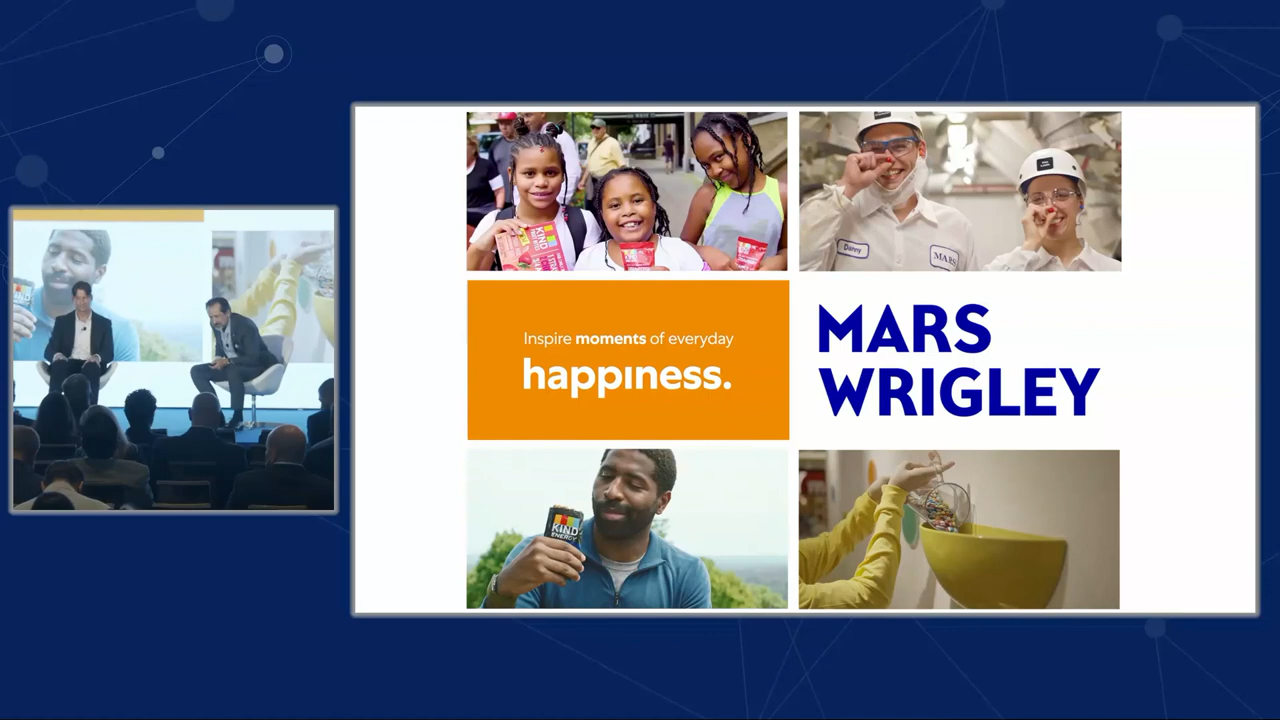 KIND
Danny
MARS
Inspire moments of everyday
happiness.
MARS
WRIGLEY
KIND
ENERGY